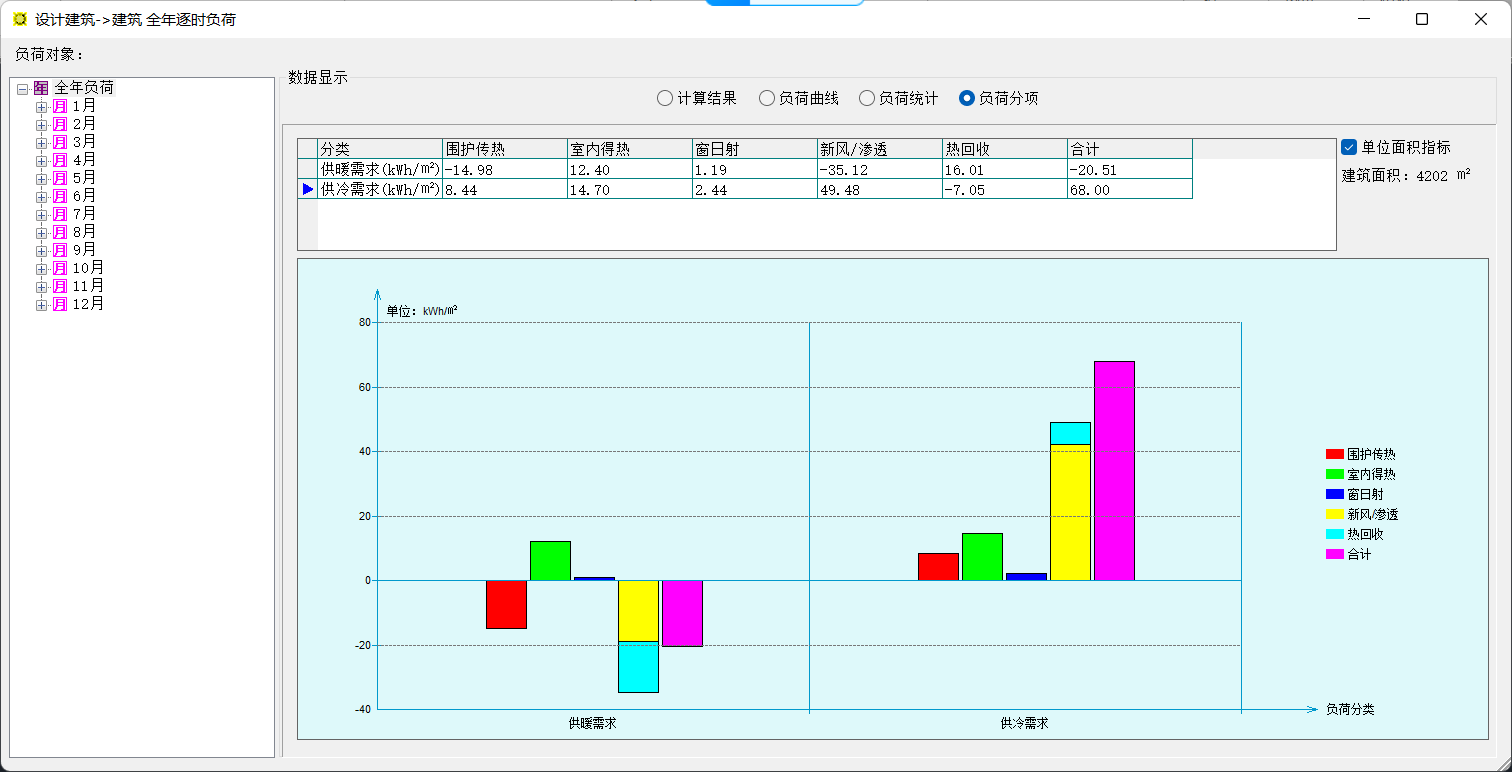 设计建筑->建筑 全年逐时负荷
负荷对象：
全年负荷
1月
2月
3月
4月
5月
6月
7月
8月
9月
10月
11月
12月
数据显示
计算结果 负荷曲线 负荷统计 负荷分项
分类 围护传热 室内得热 窗日射 新风/渗透 热回收 合计
供暖需求(kWh/㎡) -14.98 12.40 1.19 -35.12 16.01 -20.51
供冷需求(kWh/㎡) 8.44 14.70 2.44 49.48 -7.05 68.00
单位面积指标
建筑面积：4202 ㎡
单位：kWh/㎡
80
60
40
20
0
-20
-40
供暖需求 供冷需求
负荷分类
围护传热
室内得热
窗日射
新风/渗透
热回收
合计